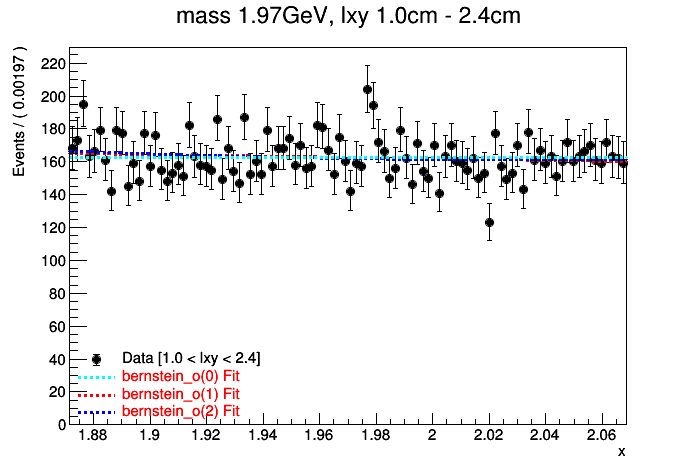 mass 1.97GeV, lxy 1.0cm - 2.4cm
Events / ( 0.00197 )
220
200
180
160
140
120
100
80
60
40
20
0
Data [1.0 < lxy < 2.4]
bernstein_o(0) Fit
bernstein_o(1) Fit
bernstein_o(2) Fit
1.88 1.9 1.92 1.94 1.96 1.98 2 2.02 2.04 2.06
x